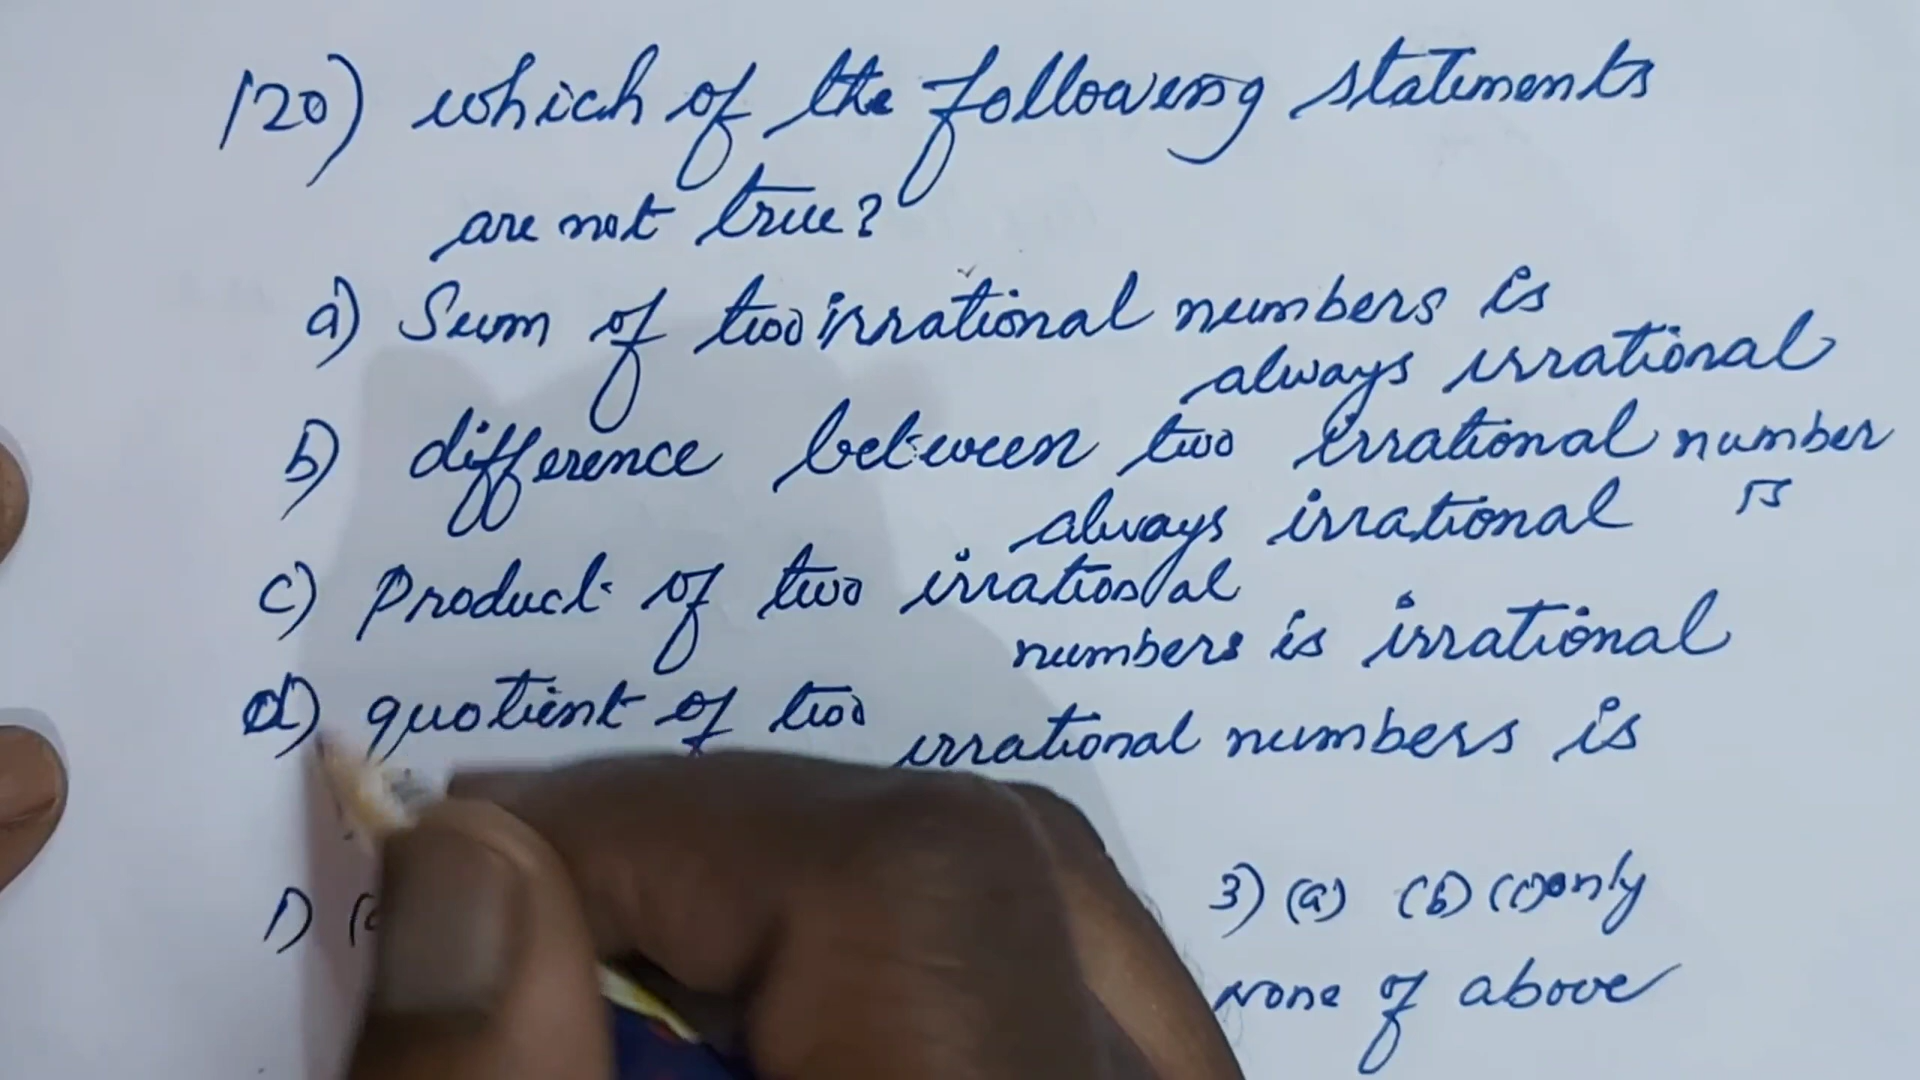 120) which of the following statements
are not true?
a) Sum of two irrational numbers is
always irrational
b) difference between two irrational number
always irrational is
c) Product of two irrational
numbers is irrational
d) quotient of two irrational numbers is
1) 3) (a) (b) (c) only
None of above